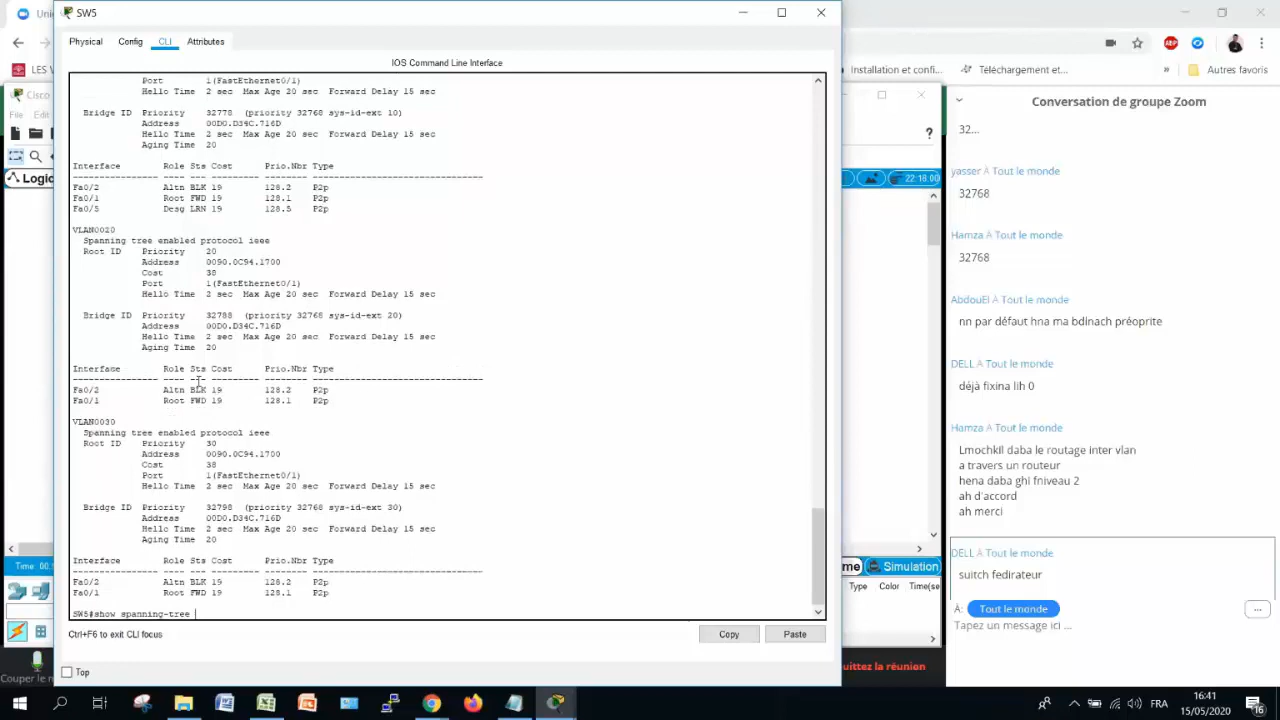 Uni
SW5
Physical
Config
CLI
Attributes
LES V
IOS Command Line Interface
Installation et confi...
Téléchargement et...
»
Autres favoris
Cisco
File
Edit
Logic
22:18:00
?
Port        1(FastEthernet0/1)
Hello Time  2 sec  Max Age 20 sec  Forward Delay 15 sec
Bridge ID  Priority    32778  (priority 32768 sys-id-ext 10)
Address     00D0.D34C.716D
Hello Time  2 sec  Max Age 20 sec  Forward Delay 15 sec
Aging Time  20
Interface        Role Sts Cost      Prio.Nbr Type
---------------- ---- --- --------- -------- --------------------------------
Fa0/2            Altn BLK 19        128.2    P2p
Fa0/1            Root FWD 19        128.1    P2p
Fa0/5            Desg LRN 19        128.5    P2p
VLAN0020
Spanning tree enabled protocol ieee
Root ID    Priority    20
Address     0090.0C94.1700
Cost        38
Port        1(FastEthernet0/1)
Hello Time  2 sec  Max Age 20 sec  Forward Delay 15 sec
Bridge ID  Priority    32788  (priority 32768 sys-id-ext 20)
Address     00D0.D34C.716D
Hello Time  2 sec  Max Age 20 sec  Forward Delay 15 sec
Aging Time  20
Interface        Role Sts Cost      Prio.Nbr Type
---------------- ---- --- --------- -------- --------------------------------
Fa0/2            Altn BLK 19        128.2    P2p
Fa0/1            Root FWD 19        128.1    P2p
VLAN0030
Spanning tree enabled protocol ieee
Root ID    Priority    30
Address     0090.0C94.1700
Cost        38
Port        1(FastEthernet0/1)
Hello Time  2 sec  Max Age 20 sec  Forward Delay 15 sec
Bridge ID  Priority    32798  (priority 32768 sys-id-ext 30)
Address     00D0.D34C.716D
Hello Time  2 sec  Max Age 20 sec  Forward Delay 15 sec
Aging Time  20
Interface        Role Sts Cost      Prio.Nbr Type
---------------- ---- --- --------- -------- --------------------------------
Fa0/2            Altn BLK 19        128.2    P2p
Fa0/1            Root FWD 19        128.1    P2p
SW5#show spanning-tree
Ctrl+F6 to exit CLI focus
Copy
Paste
Top
Time: 00:
me
Simulation
Type
Color
Time(se
Couper le
uittez la réunion
Conversation de groupe Zoom
32...
yasser À Tout le monde
32768
Hamza À Tout le monde
32768
AbdouEl À Tout le monde
nn par défaut hna ma bdinach préoprite
DELL À Tout le monde
déjà fixina lih 0
Hamza À Tout le monde
Lmochkil daba le routage inter vlan
a travers un routeur
hena daba ghi fniveau 2
ah d'accord
ah merci
DELL À Tout le monde
suitch fedirateur
À:
Tout le monde
...
Tapez un message ici ...
FRA
16:41
15/05/2020
16